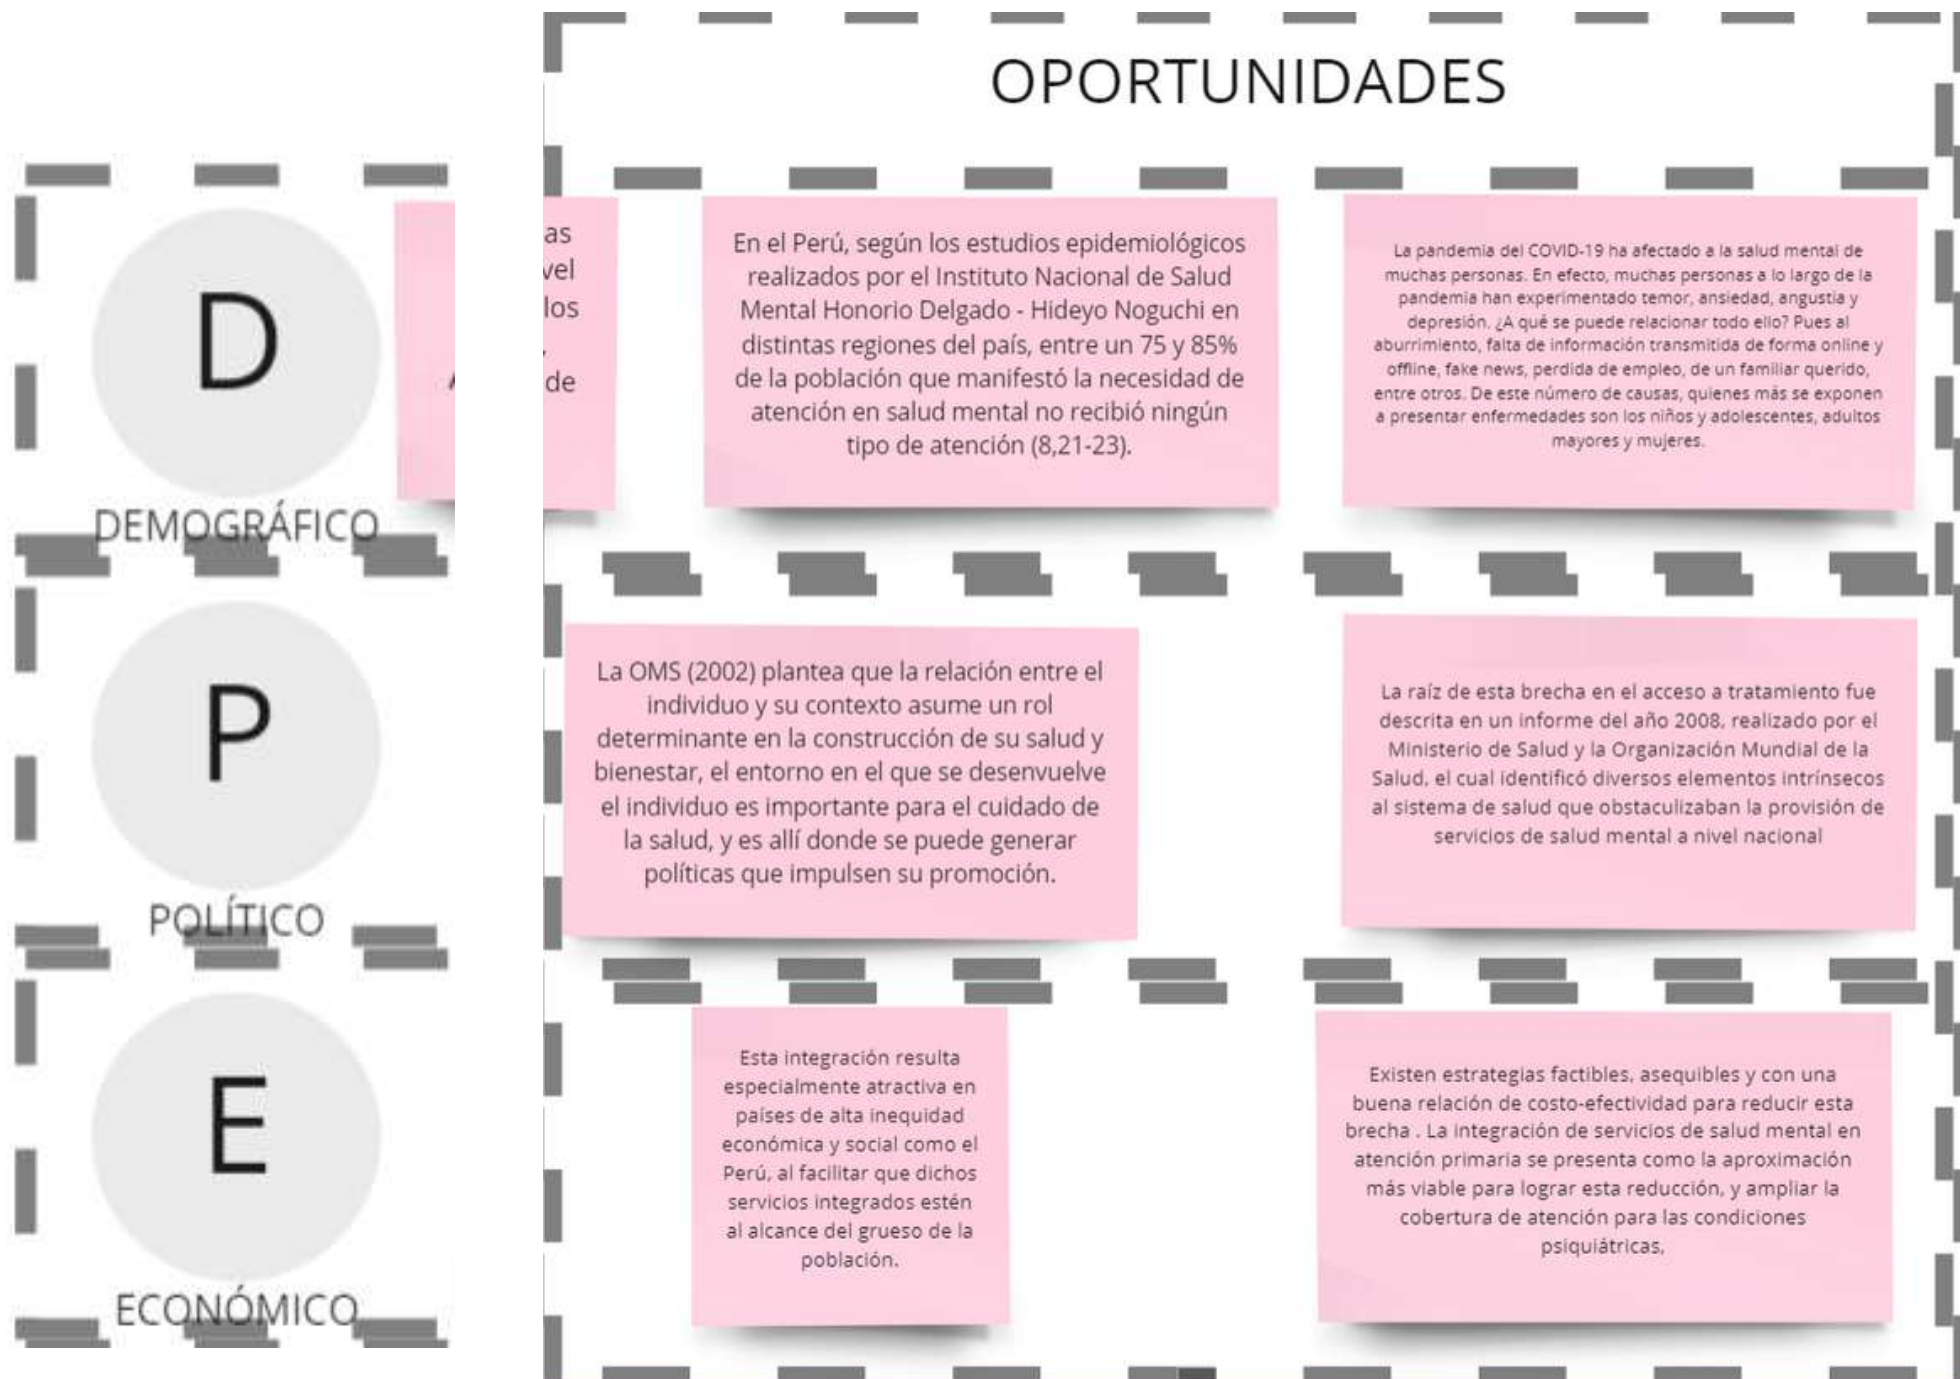 OPORTUNIDADES
D
DEMOGRÁFICO
as
vel
los
de
En el Perú, según los estudios epidemiológicos
realizados por el Instituto Nacional de Salud
Mental Honorio Delgado - Hideyo Noguchi en
distintas regiones del país, entre un 75 y 85%
de la población que manifestó la necesidad de
atención en salud mental no recibió ningún
tipo de atención (8,21-23).
La pandemia del COVID-19 ha afectado a la salud mental de
muchas personas. En efecto, muchas personas a lo largo de la
pandemia han experimentado temor, ansiedad, angustia y
depresión. ¿A qué se puede relacionar todo ello? Pues al
aburrimiento, falta de información transmitida de forma online y
offline, fake news, perdida de empleo, de un familiar querido,
entre otros. De este número de causas, quienes más se exponen
a presentar enfermedades son los niños y adolescentes, adultos
mayores y mujeres.
P
POLÍTICO
La OMS (2002) plantea que la relación entre el
individuo y su contexto asume un rol
determinante en la construcción de su salud y
bienestar, el entorno en el que se desenvuelve
el individuo es importante para el cuidado de
la salud, y es allí donde se puede generar
políticas que impulsen su promoción.
La raíz de esta brecha en el acceso a tratamiento fue
descrita en un informe del año 2008, realizado por el
Ministerio de Salud y la Organización Mundial de la
Salud, el cual identificó diversos elementos intrínsecos
al sistema de salud que obstaculizaban la provisión de
servicios de salud mental a nivel nacional
E
ECONÓMICO
Esta integración resulta
especialmente atractiva en
países de alta inequidad
económica y social como el
Perú, al facilitar que dichos
servicios integrados estén
al alcance del grueso de la
población.
Existen estrategias factibles, asequibles y con una
buena relación de costo-efectividad para reducir esta
brecha . La integración de servicios de salud mental en
atención primaria se presenta como la aproximación
más viable para lograr esta reducción, y ampliar la
cobertura de atención para las condiciones
psiquiátricas,